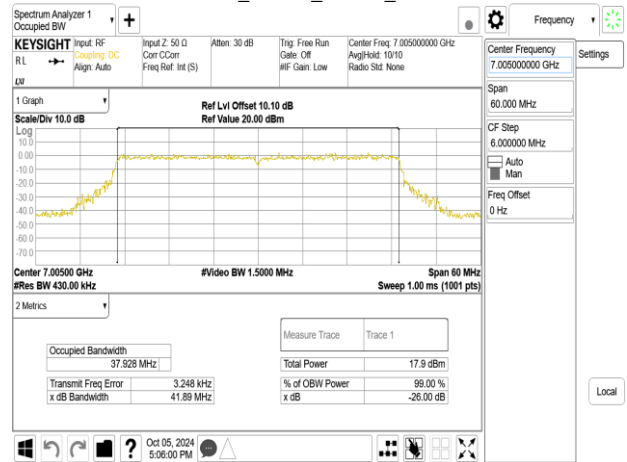 Spectrum Analyzer 1
Occupied BW
Frequency
KEYSIGHT
Input: RF
Input Z: 50 Ω
Atten: 30 dB
Trig: Free Run
Center Freq: 7.005000000 GHz
RL
Coupling: DC
Corr CCorr
Gate: Off
Avg|Hold: 10/10
Align: Auto
Freq Ref: Int (S)
#IF Gain: Low
Radio Std: None
LXI
Center Frequency
7.005000000 GHz
Settings
Span
60.000 MHz
CF Step
6.000000 MHz
Auto
Man
Freq Offset
0 Hz
1 Graph
Ref Lvl Offset 10.10 dB
Scale/Div 10.0 dB
Ref Value 20.00 dBm
Log
10.0
0.00
-10.0
-20.0
-30.0
-40.0
-50.0
-60.0
-70.0
Center 7.00500 GHz
#Video BW 1.5000 MHz
Span 60 MHz
#Res BW 430.00 kHz
Sweep 1.00 ms (1001 pts)
2 Metrics
Measure Trace
Trace 1
Occupied Bandwidth
37.928 MHz
Total Power
17.9 dBm
Transmit Freq Error
3.248 kHz
% of OBW Power
99.00 %
x dB Bandwidth
41.89 MHz
x dB
-26.00 dB
Local
Oct 05, 2024
5:06:00 PM